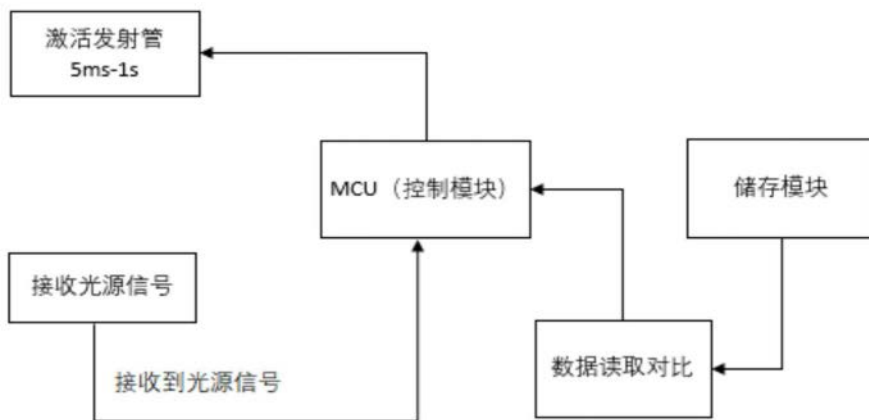 激活发射管
5ms-1s
MCU（控制模块）
储存模块
接收光源信号
数据读取对比
接收到光源信号